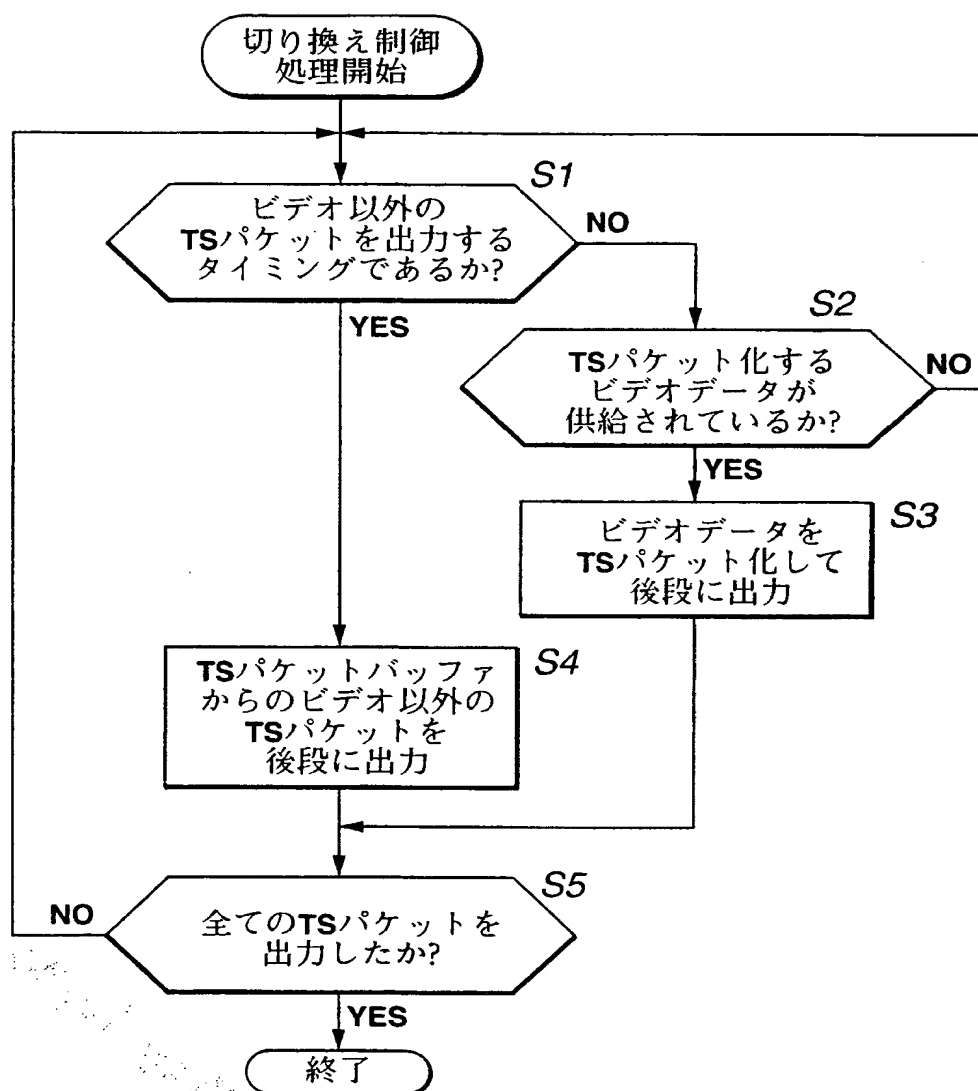 切り換え制御
処理開始
S1
ビデオ以外の
TSパケットを出力する
タイミングであるか?
NO
YES
S2
TSパケット化する
ビデオデータが
供給されているか?
NO
YES
S3
ビデオデータを
TSパケット化して
後段に出力
S4
TSパケットバッファ
からのビデオ以外の
TSパケットを
後段に出力
S5
全てのTSパケットを
出力したか?
NO
YES
終了